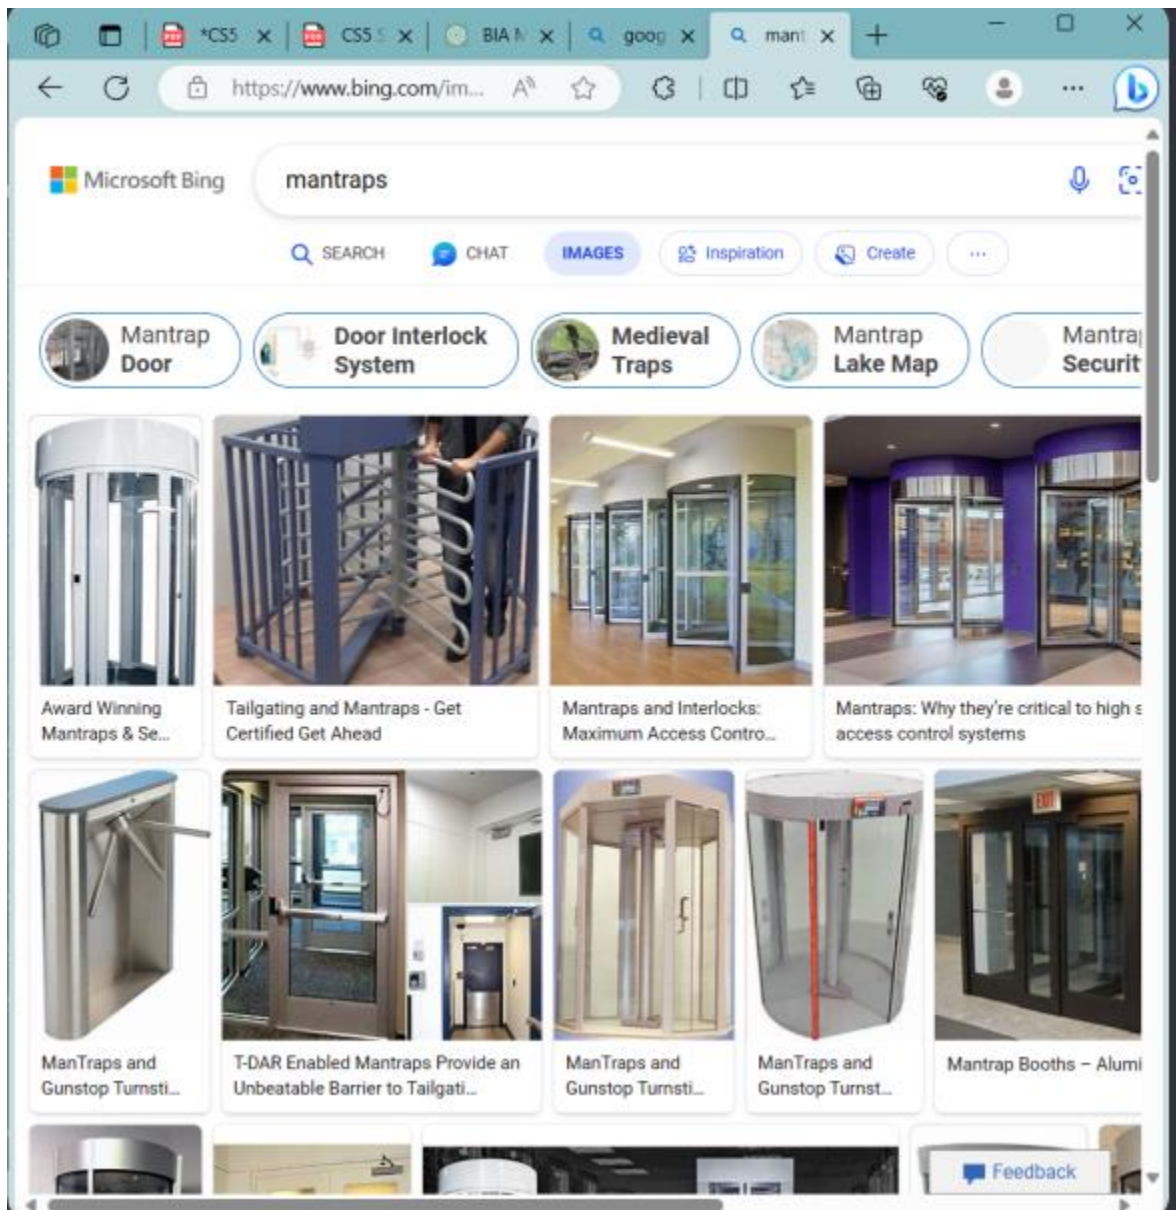 *CS5
CS5
BIA
goog
mant
https://www.bing.com/im...
Microsoft Bing
mantraps
SEARCH
CHAT
IMAGES
Inspiration
Create
Mantrap
Door
Door Interlock
System
Medieval
Traps
Mantrap
Lake Map
Mantrap
Securit
Award Winning
Mantraps & Se...
Tailgating and Mantraps - Get
Certified Get Ahead
Mantraps and Interlocks:
Maximum Access Contro...
Mantraps: Why they're critical to high s
access control systems
EXIT
ManTraps and
Gunstop Turnsti...
T-DAR Enabled Mantraps Provide an
Unbeatable Barrier to Tailgati...
ManTraps and
Gunstop Turnsti...
ManTraps and
Gunstop Turnst...
Mantrap Booths – Alumi
Feedback